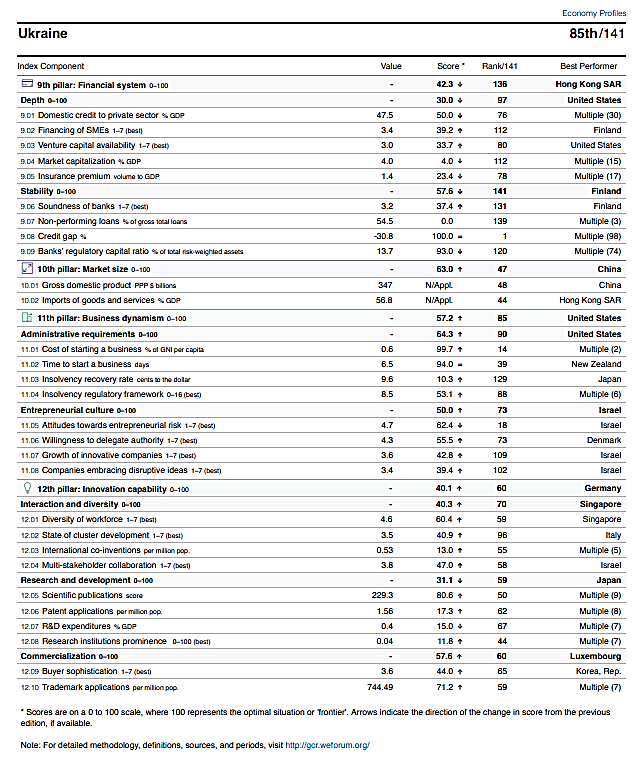 Economy Profiles
Ukraine 85th/141
Index Component Value Score * Rank/141 Best Performer
9th pillar: Financial system 0–100 - 42.3 ↓ 136 Hong Kong SAR
Depth 0–100 - 30.0 ↓ 97 United States
9.01 Domestic credit to private sector % GDP 47.5 50.0 ↓ 76 Multiple (30)
9.02 Financing of SMEs 1–7 (best) 3.4 39.2 ↑ 112 Finland
9.03 Venture capital availability 1–7 (best) 3.0 33.7 ↑ 80 United States
9.04 Market capitalization % GDP 4.0 4.0 ↓ 112 Multiple (15)
9.05 Insurance premium volume to GDP 1.4 23.4 ↓ 78 Multiple (17)
Stability 0–100 - 57.6 ↓ 141 Finland
9.06 Soundness of banks 1–7 (best) 3.2 37.4 ↑ 131 Finland
9.07 Non-performing loans % of gross total loans 54.5 0.0 139 Multiple (3)
9.08 Credit gap % -30.8 100.0 = 1 Multiple (98)
9.09 Banks' regulatory capital ratio % of total risk-weighted assets 13.7 93.0 ↓ 120 Multiple (74)
10th pillar: Market size 0–100 - 63.0 ↑ 47 China
10.01 Gross domestic product PPP $ billions 347 N/Appl. 48 China
10.02 Imports of goods and services % GDP 56.8 N/Appl. 44 Hong Kong SAR
11th pillar: Business dynamism 0–100 - 57.2 ↑ 85 United States
Administrative requirements 0–100 - 64.3 ↑ 90 United States
11.01 Cost of starting a business % of GNI per capita 0.6 99.7 ↑ 14 Multiple (2)
11.02 Time to start a business days 6.5 94.0 = 39 New Zealand
11.03 Insolvency recovery rate cents to the dollar 9.6 10.3 ↑ 129 Japan
11.04 Insolvency regulatory framework 0–16 (best) 8.5 53.1 ↑ 88 Multiple (6)
Entrepreneurial culture 0–100 - 50.0 ↑ 73 Israel
11.05 Attitudes towards entrepreneurial risk 1–7 (best) 4.7 62.4 ↓ 18 Israel
11.06 Willingness to delegate authority 1–7 (best) 4.3 55.5 ↑ 73 Denmark
11.07 Growth of innovative companies 1–7 (best) 3.6 42.8 ↑ 109 Israel
11.08 Companies embracing disruptive ideas 1–7 (best) 3.4 39.4 ↑ 102 Israel
12th pillar: Innovation capability 0–100 - 40.1 ↑ 60 Germany
Interaction and diversity 0–100 - 40.3 ↑ 70 Singapore
12.01 Diversity of workforce 1–7 (best) 4.6 60.4 ↑ 59 Singapore
12.02 State of cluster development 1–7 (best) 3.5 40.9 ↑ 96 Italy
12.03 International co-inventions per million pop. 0.53 13.0 ↑ 55 Multiple (5)
12.04 Multi-stakeholder collaboration 1–7 (best) 3.8 47.0 ↑ 58 Israel
Research and development 0–100 - 31.1 ↓ 59 Japan
12.05 Scientific publications score 229.3 80.6 ↑ 50 Multiple (9)
12.06 Patent applications per million pop. 1.56 17.3 ↑ 62 Multiple (8)
12.07 R&D expenditures % GDP 0.4 15.0 ↓ 67 Multiple (7)
12.08 Research institutions prominence 0–100 (best) 0.04 11.8 ↑ 44 Multiple (7)
Commercialization 0–100 - 57.6 ↑ 60 Luxembourg
12.09 Buyer sophistication 1–7 (best) 3.6 44.0 ↑ 65 Korea, Rep.
12.10 Trademark applications per million pop. 744.49 71.2 ↑ 59 Multiple (7)
* Scores are on a 0 to 100 scale, where 100 represents the optimal situation or 'frontier'. Arrows indicate the direction of the change in score from the previous
edition, if available.
Note: For detailed methodology, definitions, sources, and periods, visit http://gcr.weforum.org/